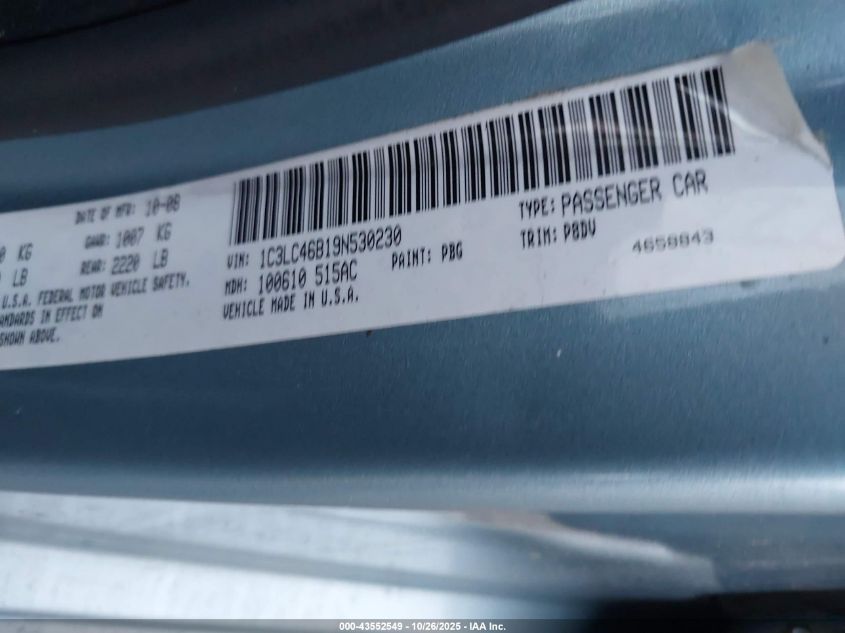 DATE OF MFR: 10-08
GAWR: 1007 KG
REAR: 2220 LB
KG
LB
U.S.A. FEDERAL MOTOR VEHICLE SAFETY.
IN EFFECT ON
SHOWN ABOVE.
VIN: 1C3LC46B19N530230
TYPE: PASSENGER CAR
MDH: 100610 515AC
PAINT: PBG
TRIM: P8DV
4658843
VEHICLE MADE IN U.S.A.
000-43552549 - 10/26/2025 - IAA Inc.